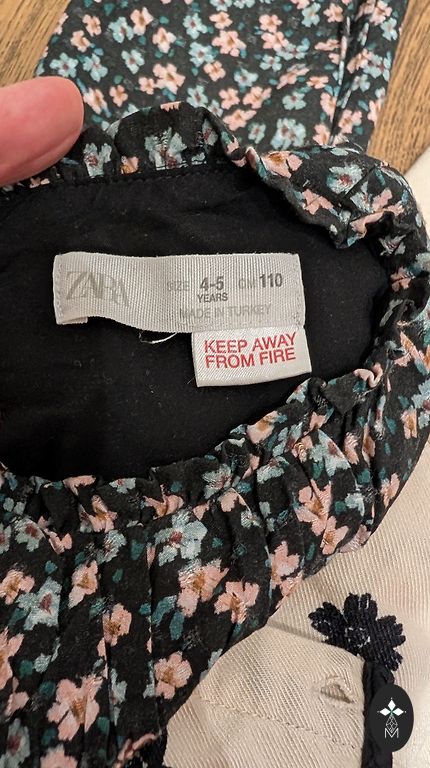 ZARA
SIZE 4-5 CM 110
YEARS
MADE IN TURKEY
KEEP AWAY
FROM FIRE
M